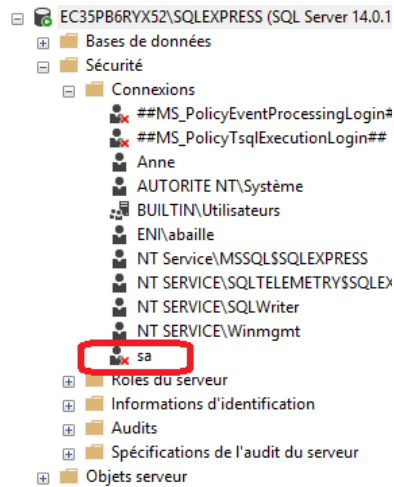 EC35PB6RYX52\SQLEXPRESS (SQL Server 14.0.1
Bases de données
Sécurité
Connexions
##MS_PolicyEventProcessingLogin#
##MS_PolicyTsqlExecutionLogin##
Anne
AUTORITE NT\Système
BUILTIN\Utilisateurs
ENI\abaille
NT Service\MSSQL$SQLEXPRESS
NT SERVICE\SQLTELEMETRY$SQLEX
NT SERVICE\SQLWriter
NT SERVICE\Winmgmt
sa
Rôles du serveur
Informations d'identification
Audits
Spécifications de l'audit du serveur
Objets serveur